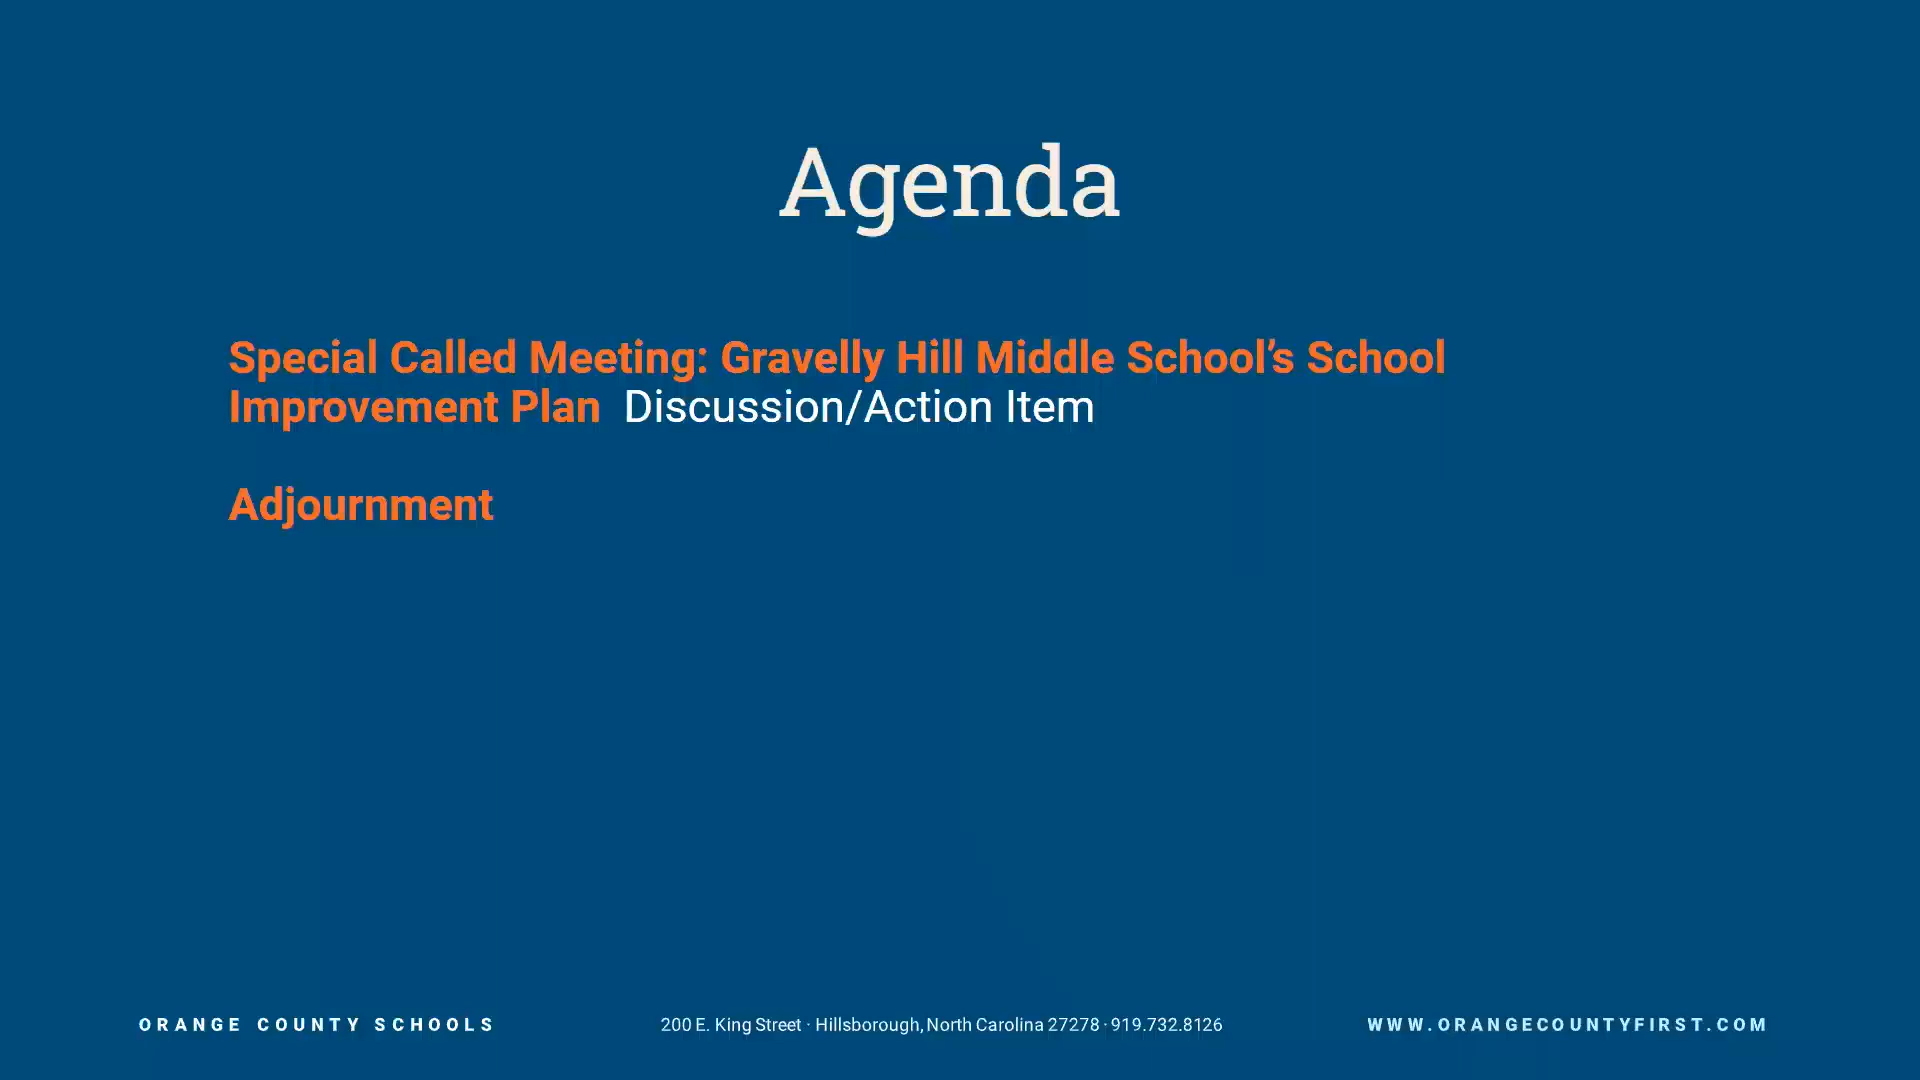 Agenda
Special Called Meeting: Gravelly Hill Middle School’s School
Improvement Plan  Discussion/Action Item
Adjournment
ORANGE COUNTY SCHOOLS
200 E. King Street · Hillsborough, North Carolina 27278 · 919.732.8126
WWW.ORANGECOUNTYFIRST.COM